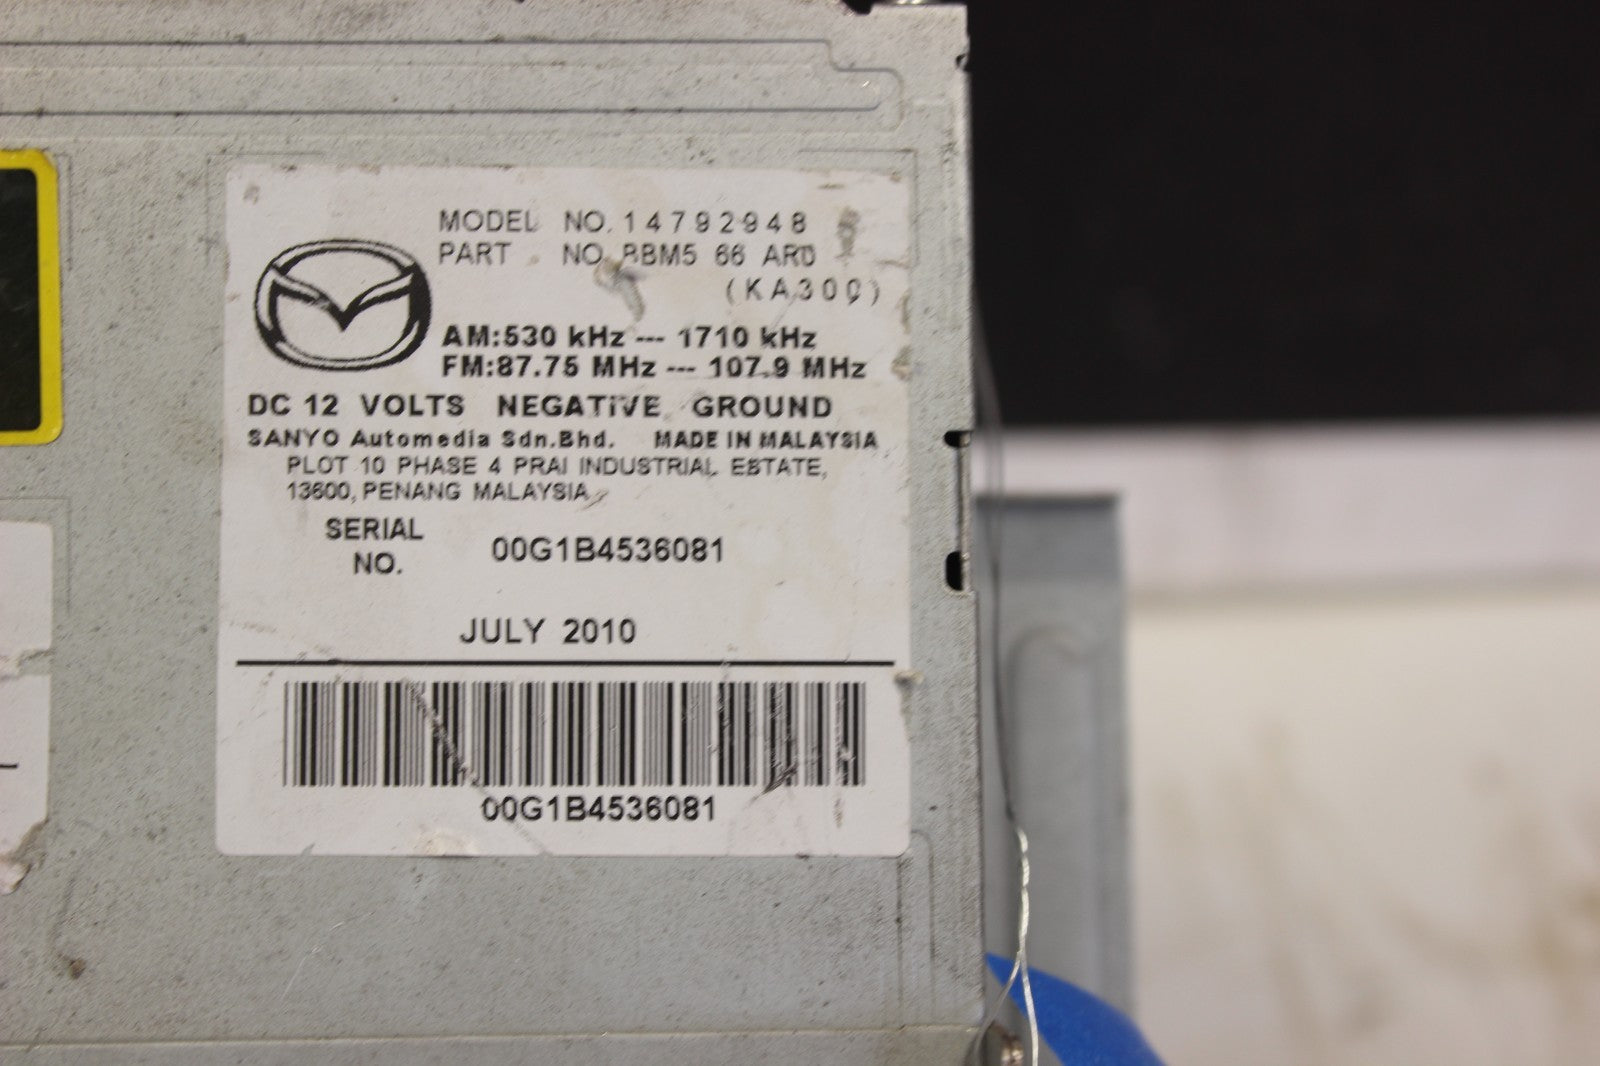 MODEL NO. 14792948
PART NO. BBM5 66 AR0
(KA300)
AM:530 kHz --- 1710 kHz
FM:87.75 MHz --- 107.9 MHz
DC 12 VOLTS NEGATIVE GROUND
SANYO Automedia Sdn.Bhd. MADE IN MALAYSIA
PLOT 10 PHASE 4 PRAI INDUSTRIAL ESTATE,
13600, PENANG MALAYSIA
SERIAL
NO. 00G1B4536081
JULY 2010
00G1B4536081